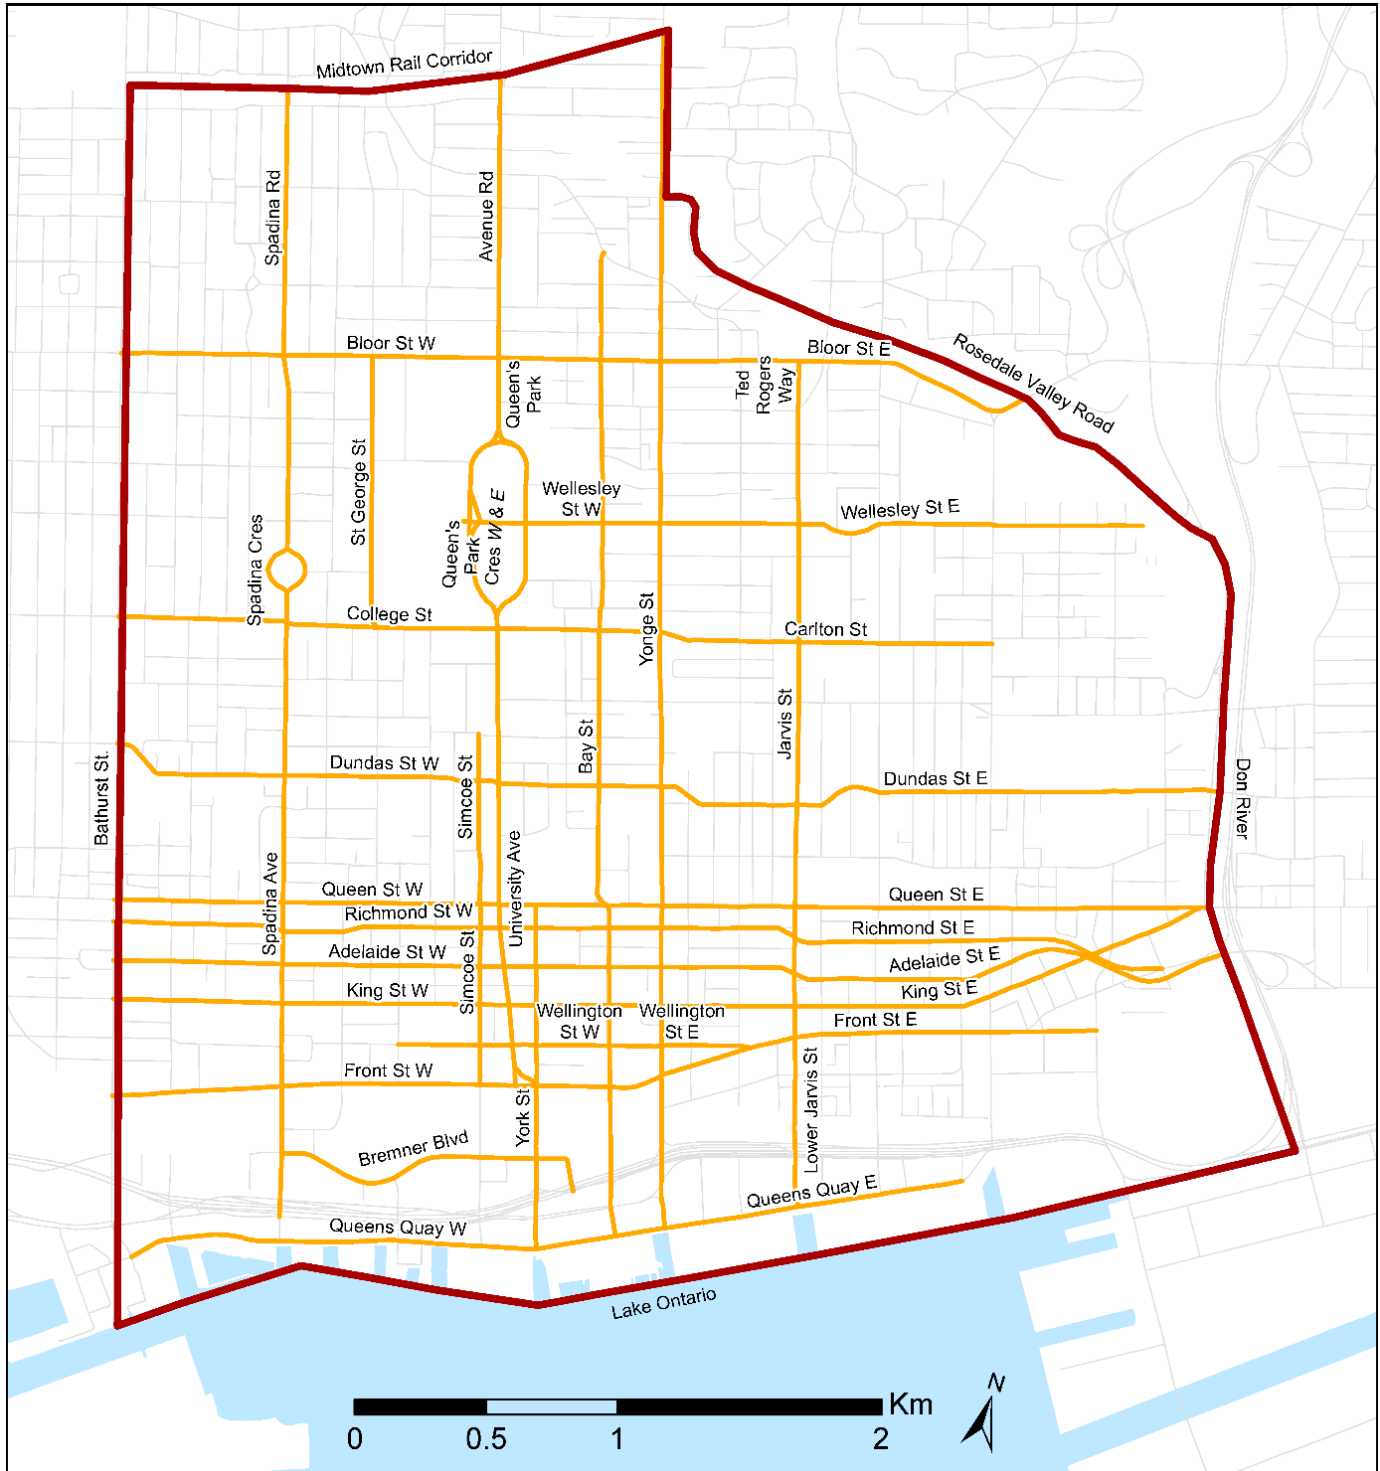 Midtown Rail Corridor
Spadina Rd
Avenue Rd
Bloor St W
Bloor St E
Rosedale Valley Road
Queen's
Park
Ted
Rogers
Way
St George St
Wellesley
St W
Wellesley St E
Queen's
Park
Cres W & E
Spadina Cres
College St
Yonge St
Carlton St
Jarvis St
Bay St
Bathurst St.
Dundas St W
Simcoe St
Dundas St E
Don River
University Ave
Spadina Ave
Queen St W
Queen St E
Richmond St W
Richmond St E
Simcoe St
Adelaide St W
Adelaide St E
King St W
King St E
Wellington
St W
Wellington
St E
Front St E
Front St W
York St
Lower Jarvis St
Bremner Blvd
Queens Quay E
Queens Quay W
Lake Ontario
N
Km
0 0.5 1 2